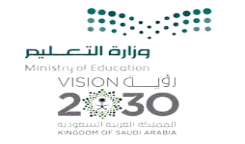 وزارة التعليم
Ministry of Education
VISION رؤية
2030
المملكة العربية السعودية
KINGDOM OF SAUDI ARABIA